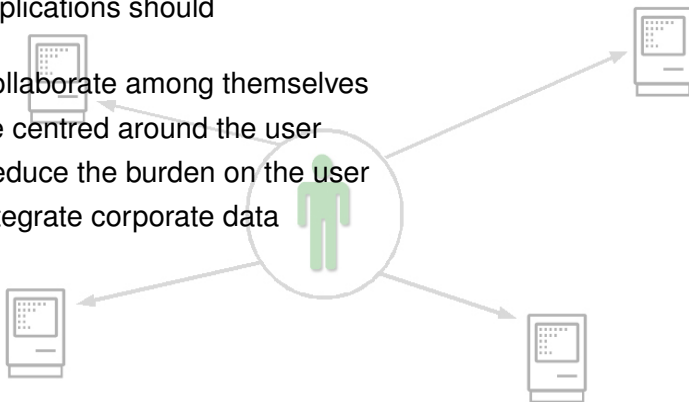 plications should
ollaborate among themselves
e centred around the user
educe the burden on the user
tegrate corporate data